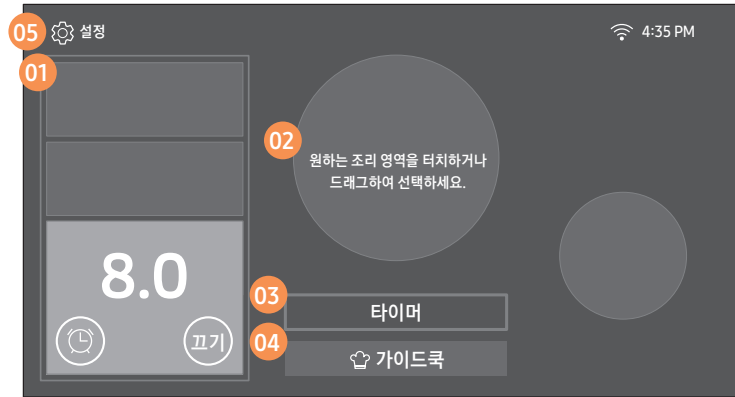 05 설정 4:35 PM
01
02
원하는 조리 영역을 터치하거나
드래그하여 선택하세요.
8.0
끄기
03 타이머
04 가이드쿡